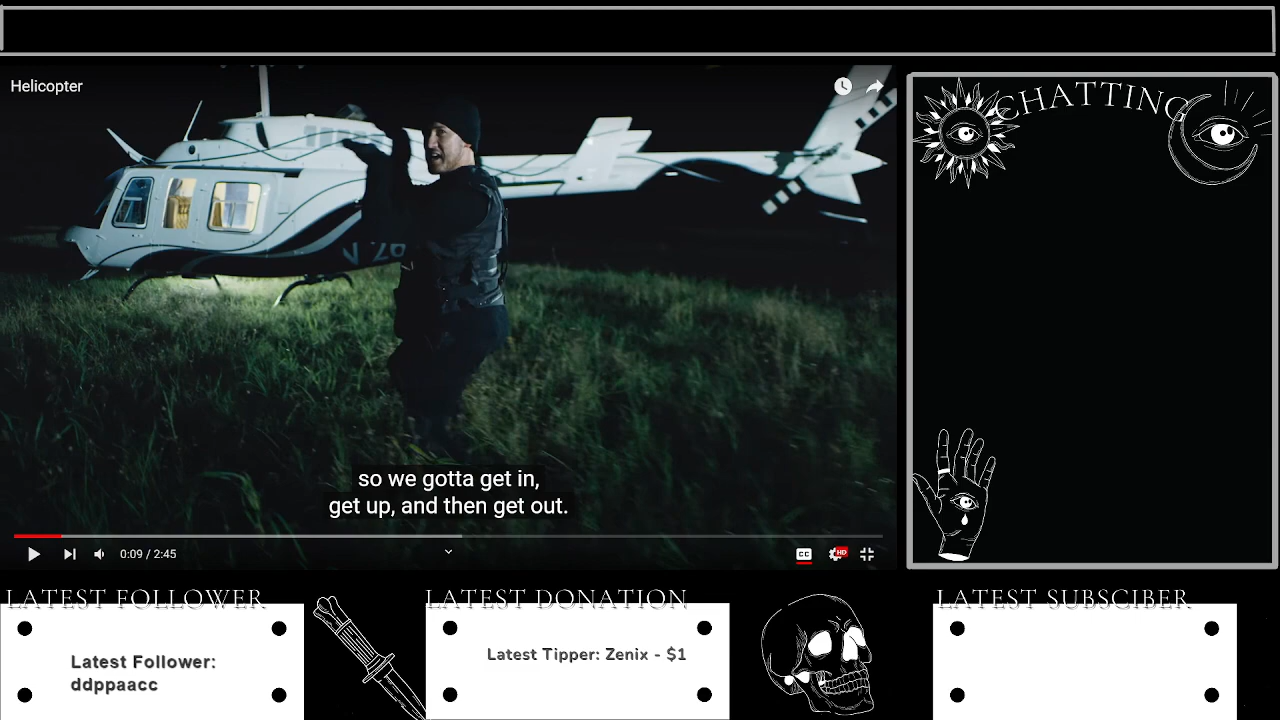 Helicopter
CHATTING
so we gotta get in,
get up, and then get out.
0:09 / 2:45
CC
HD
LATEST FOLLOWER
LATEST DONATION
LATEST SUBSCIBER
Latest Follower:
ddppaacc
Latest Tipper: Zenix - $1